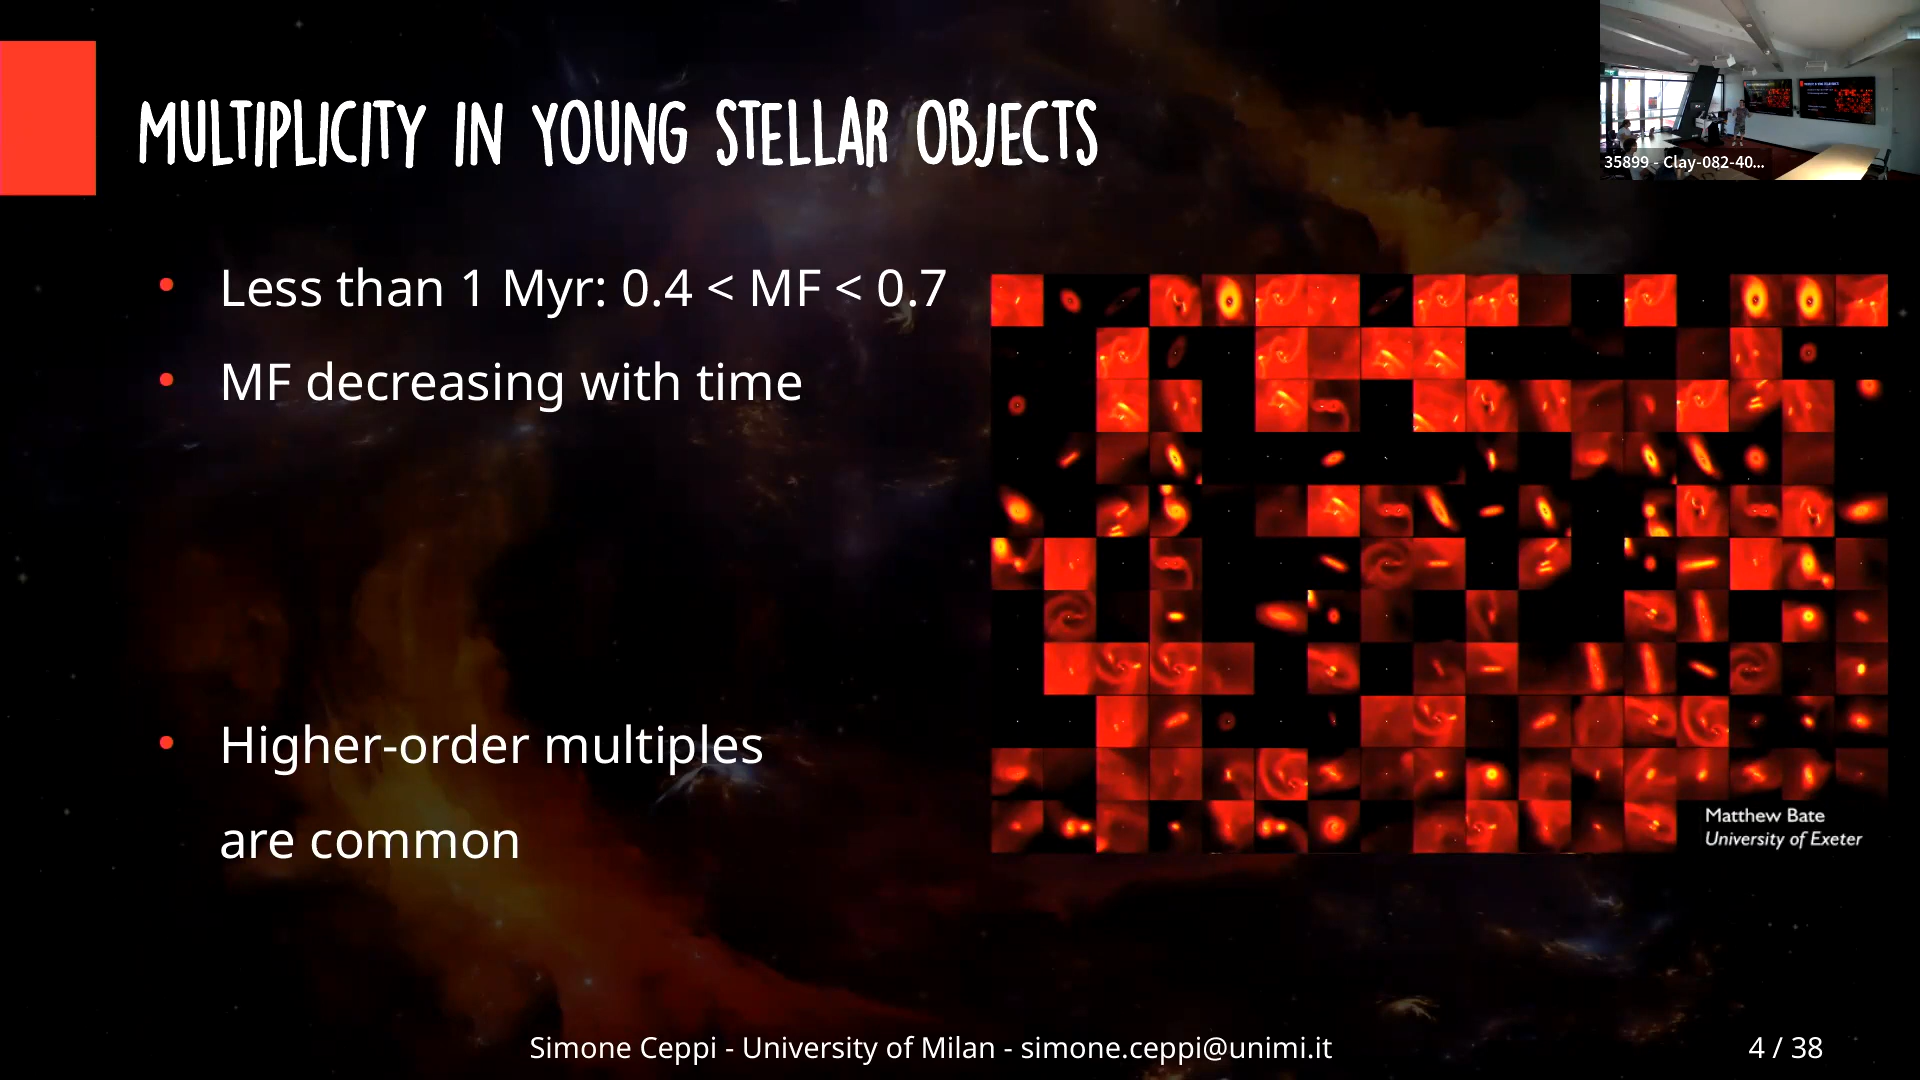 MULTIPLICITY IN YOUNG STELLAR OBJECTS
35899 - Clay-082-40...
• Less than 1 Myr: 0.4 < MF < 0.7
• MF decreasing with time
• Higher-order multiples
are common
Matthew Bate
University of Exeter
Simone Ceppi - University of Milan - simone.ceppi@unimi.it
4 / 38